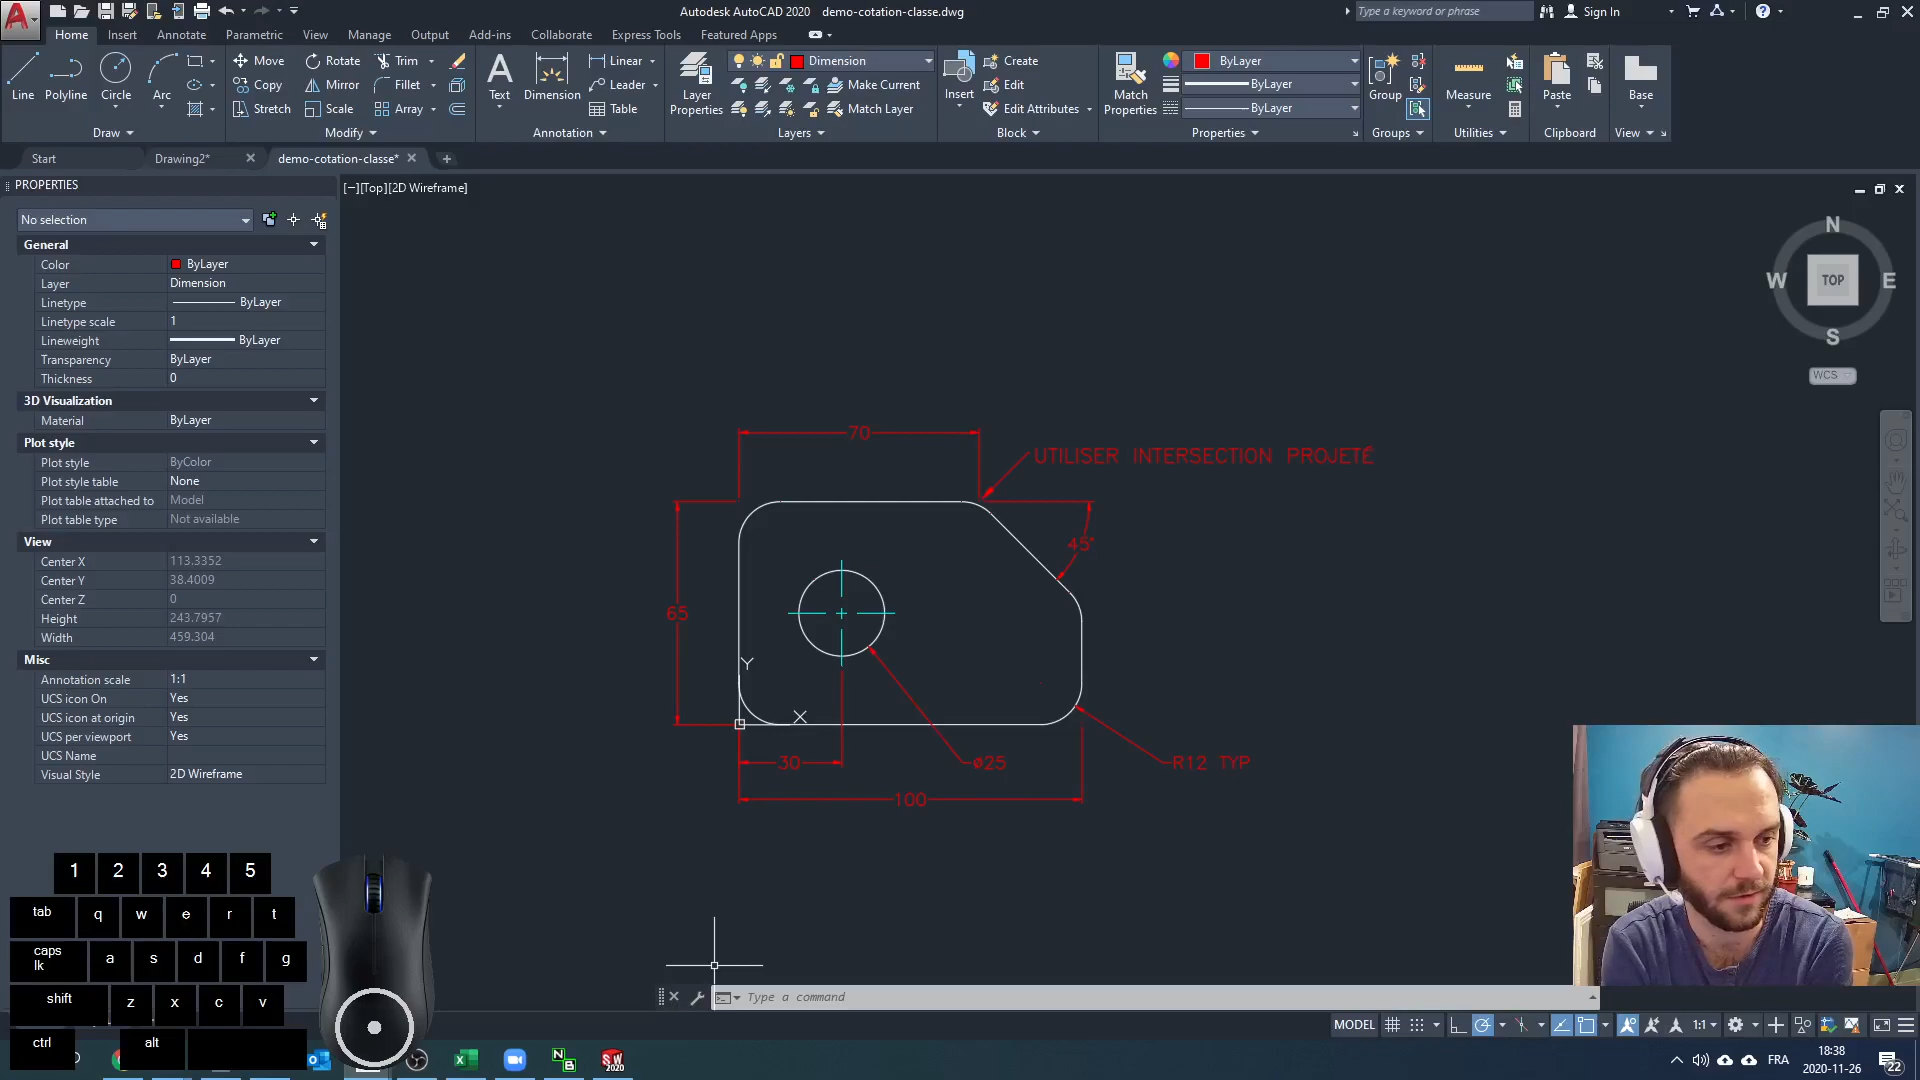 Autodesk AutoCAD 2020 demo-cotation-classe.dwg
Type a keyword or phrase
Sign In
Home Insert Annotate Parametric View Manage Output Add-ins Collaborate Express Tools Featured Apps
Line Polyline Circle Arc
Move Rotate Trim
Copy Mirror Fillet
Stretch Scale Array
Text Dimension
Linear
Leader
Table
Layer Properties
Dimension
Make Current
Match Layer
Insert
Create
Edit
Edit Attributes
Match Properties
ByLayer
ByLayer
ByLayer
Group
Measure
Paste
Base
Draw Modify Annotation Layers Block Properties Groups Utilities Clipboard View
Start Drawing2* demo-cotation-classe*
PROPERTIES
[−][Top][2D Wireframe]
No selection
General
Color ByLayer
Layer Dimension
Linetype ByLayer
Linetype scale 1
Lineweight ByLayer
Transparency ByLayer
Thickness 0
3D Visualization
Material ByLayer
Plot style
Plot style ByColor
Plot style table None
Plot table attached to Model
Plot table type Not available
View
Center X 113.3352
Center Y 38.4009
Center Z 0
Height 243.7957
Width 459.304
Misc
Annotation scale 1:1
UCS icon On Yes
UCS icon at origin Yes
UCS per viewport Yes
UCS Name
Visual Style 2D Wireframe
N
W TOP E
S
WCS
70
UTILISER INTERSECTION PROJETÉ
45°
65
Y
X
30
ø25
R12 TYP
100
1 2 3 4 5
tab q w e r t
caps lk a s d f g
shift z x c v
ctrl alt
Type a command
MODEL 1:1
FRA
18:38
2020-11-26
22